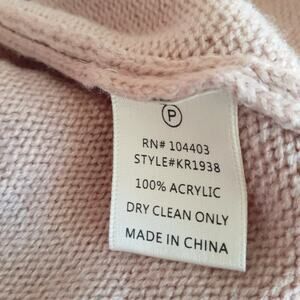 P
RN# 104403
STYLE#KR1938
100% ACRYLIC
DRY CLEAN ONLY
MADE IN CHINA